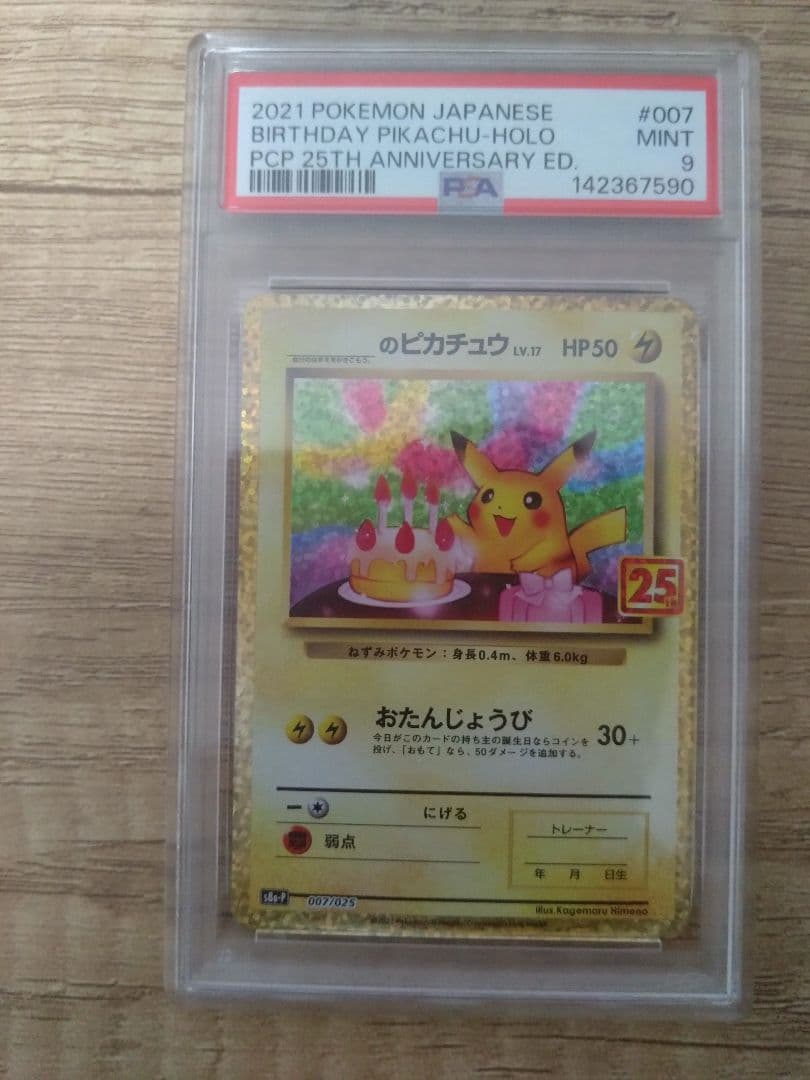 2021 POKEMON JAPANESE #007
BIRTHDAY PIKACHU-HOLO MINT
PCP 25TH ANNIVERSARY ED. 9
PSA 142367590
のピカチュウ LV.17 HP50
25TH
ねずみポケモン：身長0.4m、体重6.0kg
おたんじょうび 30+
今日がこのカードの持ち主の誕生日ならコインを
投げ、「おもて」なら、50ダメージを追加する。
にげる
弱点
トレーナー
年 月 日生
s8a-P 007/025
illus.Kagemaru Himeno